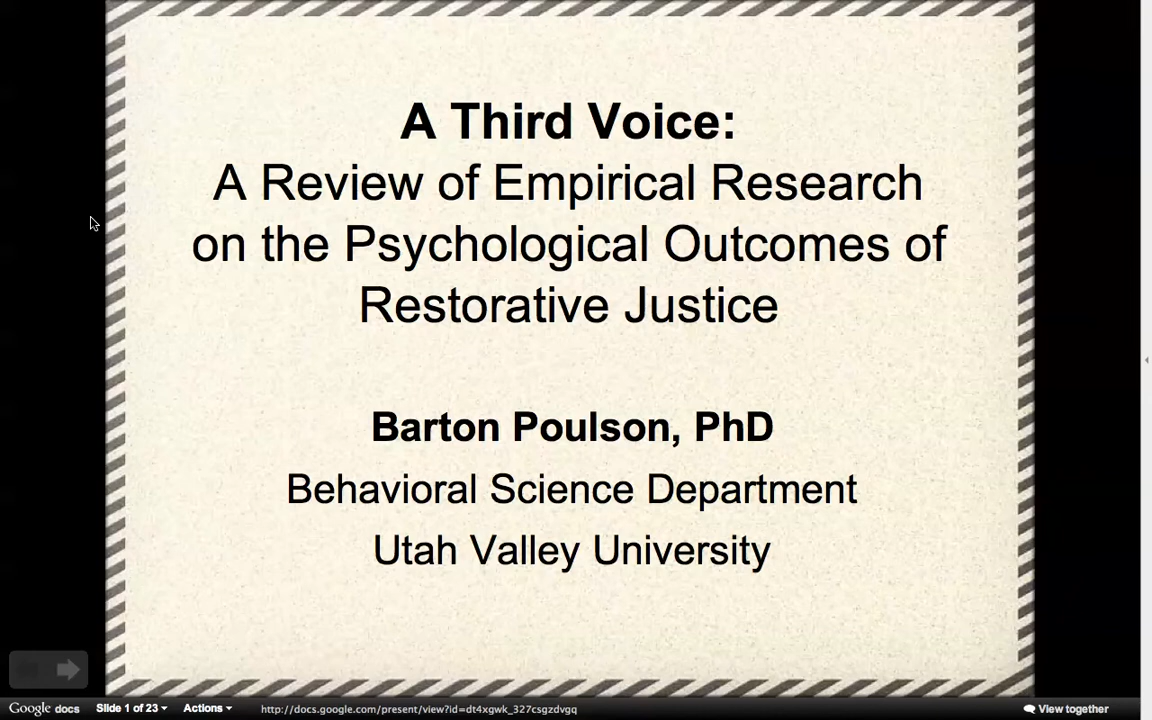 A Third Voice:
A Review of Empirical Research
on the Psychological Outcomes of
Restorative Justice
Barton Poulson, PhD
Behavioral Science Department
Utah Valley University
Google docs Slide 1 of 23 Actions http://docs.google.com/present/view?id=dt4xgwk_327csgzdvgq View together